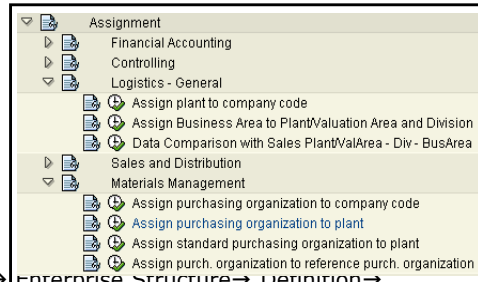 Assignment
Financial Accounting
Controlling
Logistics - General
Assign plant to company code
Assign Business Area to Plant/Valuation Area and Division
Data Comparison with Sales Plant/ValArea - Div - BusArea
Sales and Distribution
Materials Management
Assign purchasing organization to company code
Assign purchasing organization to plant
Assign standard purchasing organization to plant
Assign purch. organization to reference purch. organization
→ Enterprise Structure→ Definition→